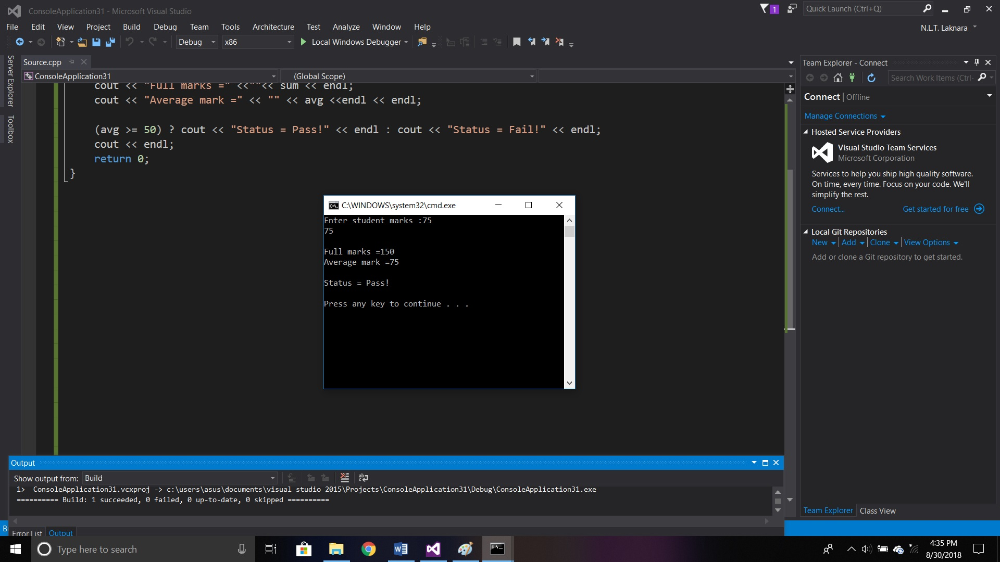 ConsoleApplication31 - Microsoft Visual Studio
1
Quick Launch (Ctrl+Q)
File Edit View Project Build Debug Team Tools Architecture Test Analyze Window Help
N.L.T. Laknara
Debug x86 Local Windows Debugger
Server Explorer
Toolbox
Source.cpp
ConsoleApplication31 (Global Scope)
cout << "Full marks =" <<""<< sum << endl;
cout << "Average mark =" << "" << avg <<endl << endl;
(avg >= 50) ? cout << "Status = Pass!" << endl : cout << "Status = Fail!" << endl;
cout << endl;
return 0;
}
C:\WINDOWS\system32\cmd.exe
Enter student marks :75
75
Full marks =150
Average mark =75
Status = Pass!
Press any key to continue . . .
Team Explorer - Connect
Search Work Items (Ctrl-
Connect | Offline
Manage Connections
Hosted Service Providers
Visual Studio Team Services
Microsoft Corporation
Services to help you ship high quality software.
On time, every time. Focus on your code. We'll
simplify the rest.
Connect... Get started for free
Local Git Repositories
New | Add | Clone | View Options
Add or clone a Git repository to get started.
Team Explorer Class View
Output
Show output from: Build
1> ConsoleApplication31.vcxproj -> c:\users\asus\documents\visual studio 2015\Projects\ConsoleApplication31\Debug\ConsoleApplication31.exe
========== Build: 1 succeeded, 0 failed, 0 up-to-date, 0 skipped ==========
Error List Output
Type here to search
4:35 PM
8/30/2018